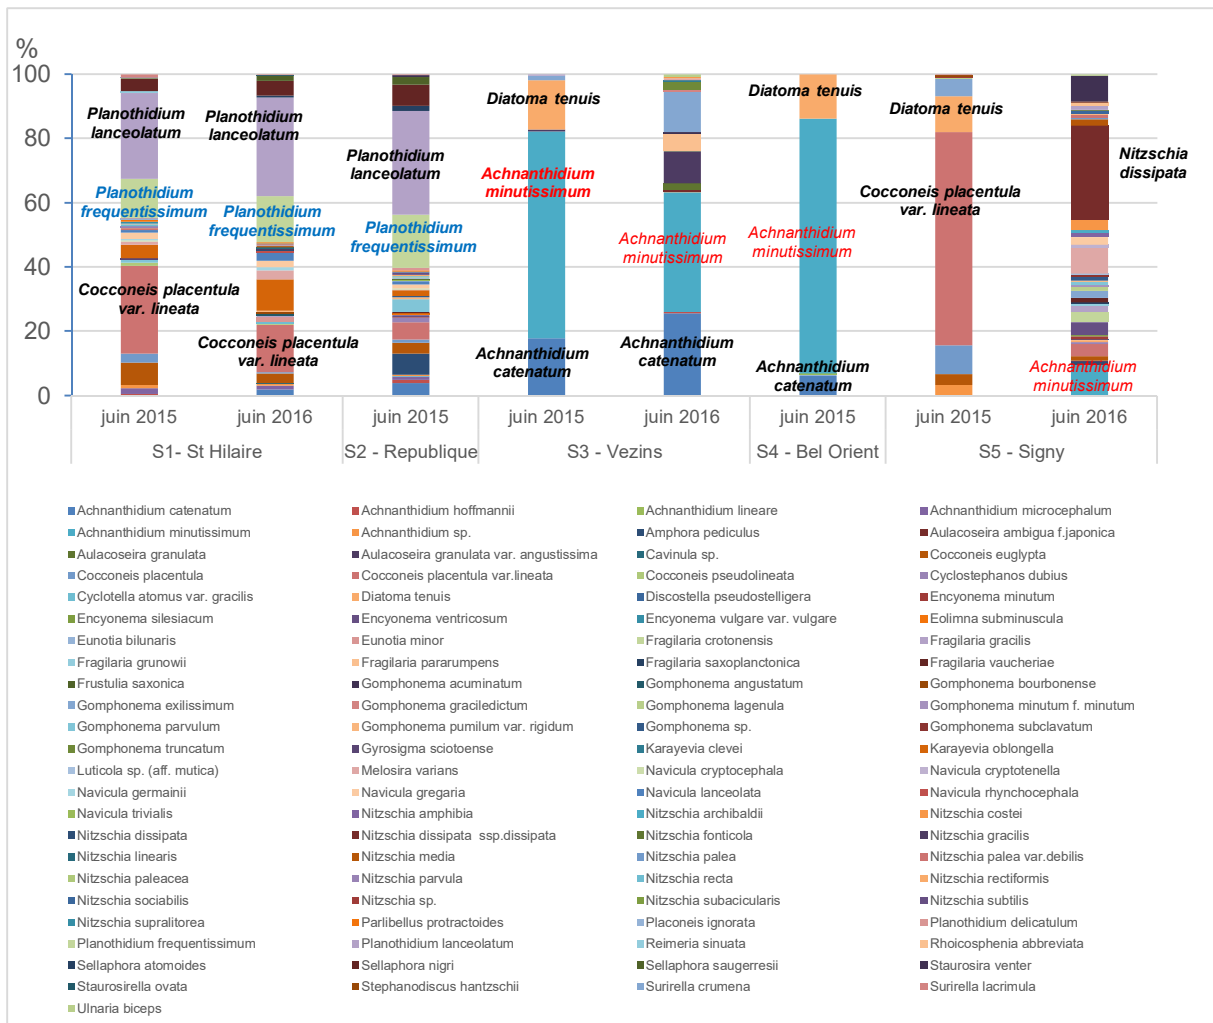 %
100
80
60
40
20
0
Planothidium
lanceolatum
Planothidium
frequentissimum
Cocconeis placentula
var. lineata
Planothidium
lanceolatum
Planothidium
frequentissimum
Cocconeis placentula
var. lineata
Planothidium
lanceolatum
Planothidium
frequentissimum
Diatoma tenuis
Achnanthidium
minutissimum
Achnanthidium
catenatum
Achnanthidium
minutissimum
Achnanthidium
catenatum
Diatoma tenuis
Achnanthidium
minutissimum
Achnanthidium
catenatum
Diatoma tenuis
Cocconeis placentula
var. lineata
Nitzschia
dissipata
Achnanthidium
minutissimum
juin 2015 juin 2016 juin 2015 juin 2015 juin 2016 juin 2015 juin 2015 juin 2016
S1- St Hilaire S2 - Republique S3 - Vezins S4 - Bel Orient S5 - Signy
Achnanthidium catenatum Achnanthidium hoffmannii Achnanthidium lineare Achnanthidium microcephalum
Achnanthidium minutissimum Achnanthidium sp. Amphora pediculus Aulacoseira ambigua f.japonica
Aulacoseira granulata Aulacoseira granulata var. angustissima Cavinula sp. Cocconeis euglypta
Cocconeis placentula Cocconeis placentula var.lineata Cocconeis pseudolineata Cyclostephanos dubius
Cyclotella atomus var. gracilis Diatoma tenuis Discostella pseudostelligera Encyonema minutum
Encyonema silesiacum Encyonema ventricosum Encyonema vulgare var. vulgare Eolimna subminuscula
Eunotia bilunaris Eunotia minor Fragilaria crotonensis Fragilaria gracilis
Fragilaria grunowii Fragilaria pararumpens Fragilaria saxoplanctonica Fragilaria vaucheriae
Frustulia saxonica Gomphonema acuminatum Gomphonema angustatum Gomphonema bourbonense
Gomphonema exilissimum Gomphonema graciledictum Gomphonema lagenula Gomphonema minutum f. minutum
Gomphonema parvulum Gomphonema pumilum var. rigidum Gomphonema sp. Gomphonema subclavatum
Gomphonema truncatum Gyrosigma sciotoense Karayevia clevei Karayevia oblongella
Luticola sp. (aff. mutica) Melosira varians Navicula cryptocephala Navicula cryptotenella
Navicula germainii Navicula gregaria Navicula lanceolata Navicula rhynchocephala
Navicula trivialis Nitzschia amphibia Nitzschia archibaldii Nitzschia costei
Nitzschia dissipata Nitzschia dissipata ssp.dissipata Nitzschia fonticola Nitzschia gracilis
Nitzschia linearis Nitzschia media Nitzschia palea Nitzschia palea var.debilis
Nitzschia paleacea Nitzschia parvula Nitzschia recta Nitzschia rectiformis
Nitzschia sociabilis Nitzschia sp. Nitzschia subacicularis Nitzschia subtilis
Nitzschia supralitorea Parlibellus protractoides Placoneis ignorata Planothidium delicatulum
Planothidium frequentissimum Planothidium lanceolatum Reimeria sinuata Rhoicosphenia abbreviata
Sellaphora atomoides Sellaphora nigri Sellaphora saugerresii Staurosira venter
Staurosirella ovata Stephanodiscus hantzschii Surirella crumena Surirella lacrimula
Ulnaria biceps